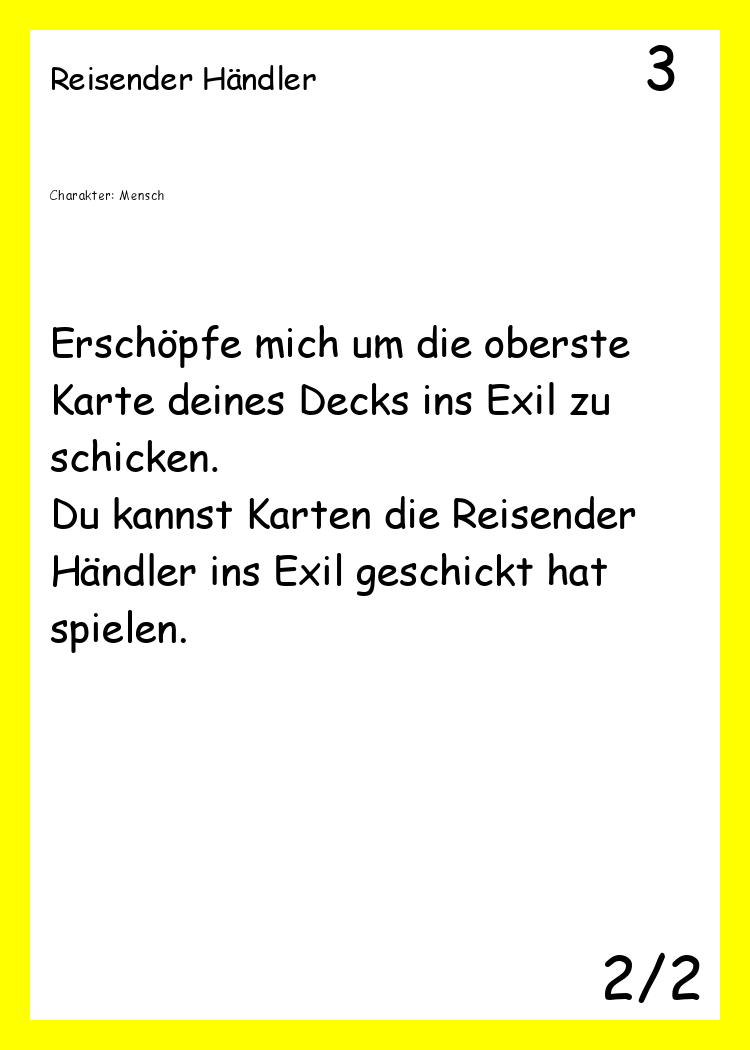 Reisender Händler
3
Charakter: Mensch
Erschöpfe mich um die oberste
Karte deines Decks ins Exil zu
schicken.
Du kannst Karten die Reisender
Händler ins Exil geschickt hat
spielen.
2/2